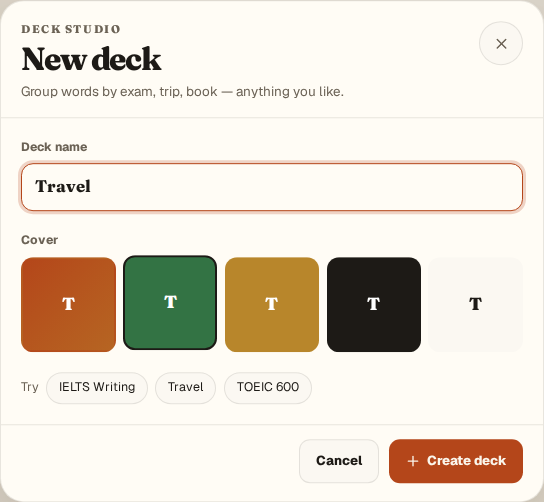 DECK STUDIO
New deck
Group words by exam, trip, book — anything you like.
Deck name
Travel
Cover
T T T T T
Try IELTS Writing Travel TOEIC 600
Cancel + Create deck